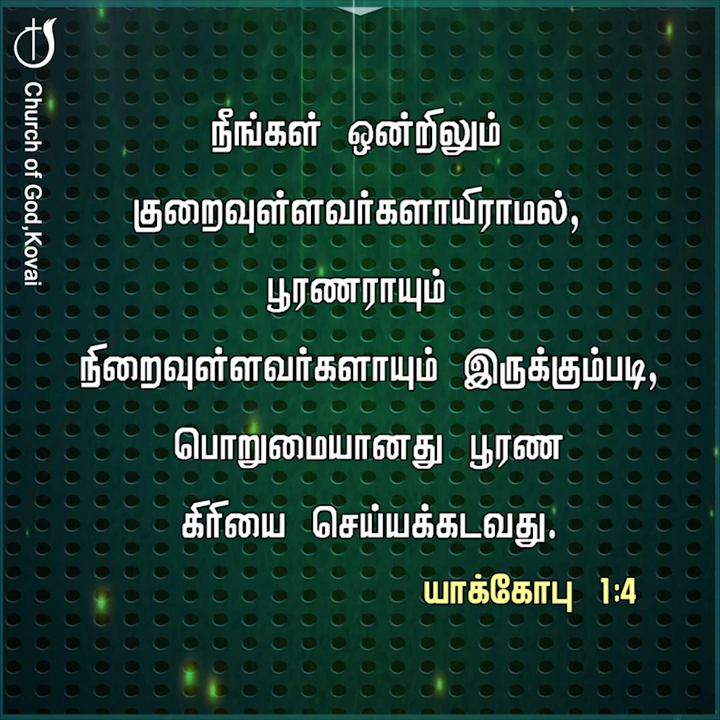 Church of God,Kovai
நீங்கள் ஒன்றிலும்
குறைவுள்ளவர்களாயிராமல்,
பூரணராயும்
நிறைவுள்ளவர்களாயும் இருக்கும்படி,
பொறுமையானது பூரண
கிரியை செய்யக்கடவது.
யாக்கோபு 1:4